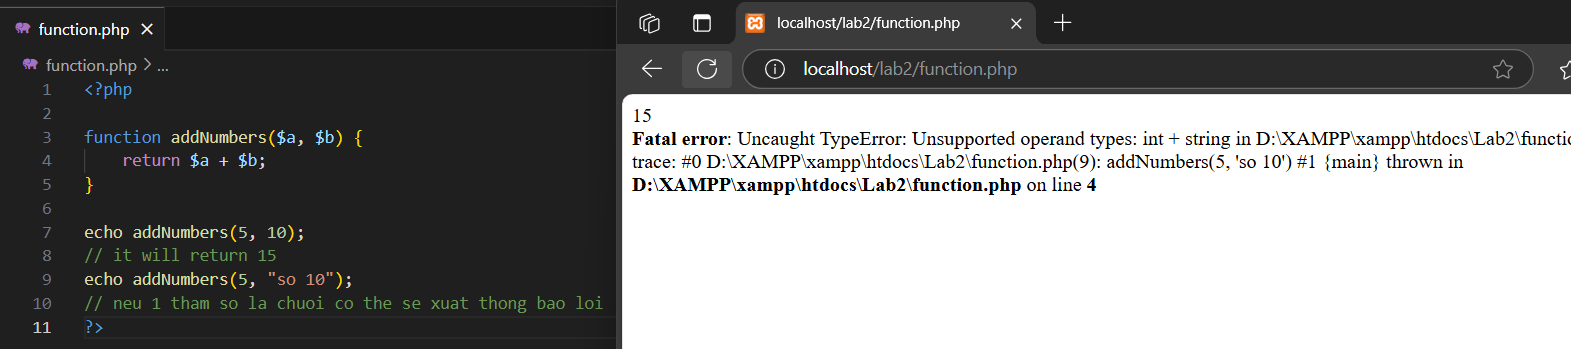 function.php
function.php > ...
1 <?php
2
3 function addNumbers($a, $b) {
4     return $a + $b;
5 }
6
7 echo addNumbers(5, 10);
8 // it will return 15
9 echo addNumbers(5, "so 10");
10 // neu 1 tham so la chuoi co the se xuat thong bao loi
11 ?>
localhost/lab2/function.php
localhost/lab2/function.php
15
Fatal error: Uncaught TypeError: Unsupported operand types: int + string in D:\XAMPP\xampp\htdocs\Lab2\functio
trace: #0 D:\XAMPP\xampp\htdocs\Lab2\function.php(9): addNumbers(5, 'so 10') #1 {main} thrown in
D:\XAMPP\xampp\htdocs\Lab2\function.php on line 4